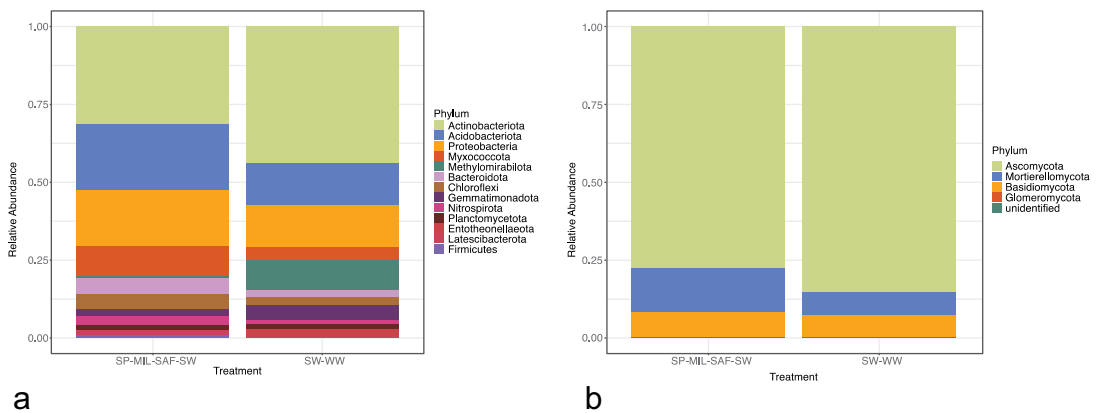 1.00
0.75
0.50
0.25
0.00
Relative Abundance
SP-MIL-SAF-SW
SW-WW
Treatment
Phylum
Actinobacteriota
Acidobacteriota
Proteobacteria
Myxococcota
Methylomirabilota
Bacteroidota
Chloroflexi
Gemmatimonadota
Nitrospirota
Planctomycetota
Entotheonellaeota
Latescibacterota
Firmicutes
a
1.00
0.75
0.50
0.25
0.00
Relative Abundance
SP-MIL-SAF-SW
SW-WW
Treatment
Phylum
Ascomycota
Mortierellomycota
Basidiomycota
Glomeromycota
unidentified
b